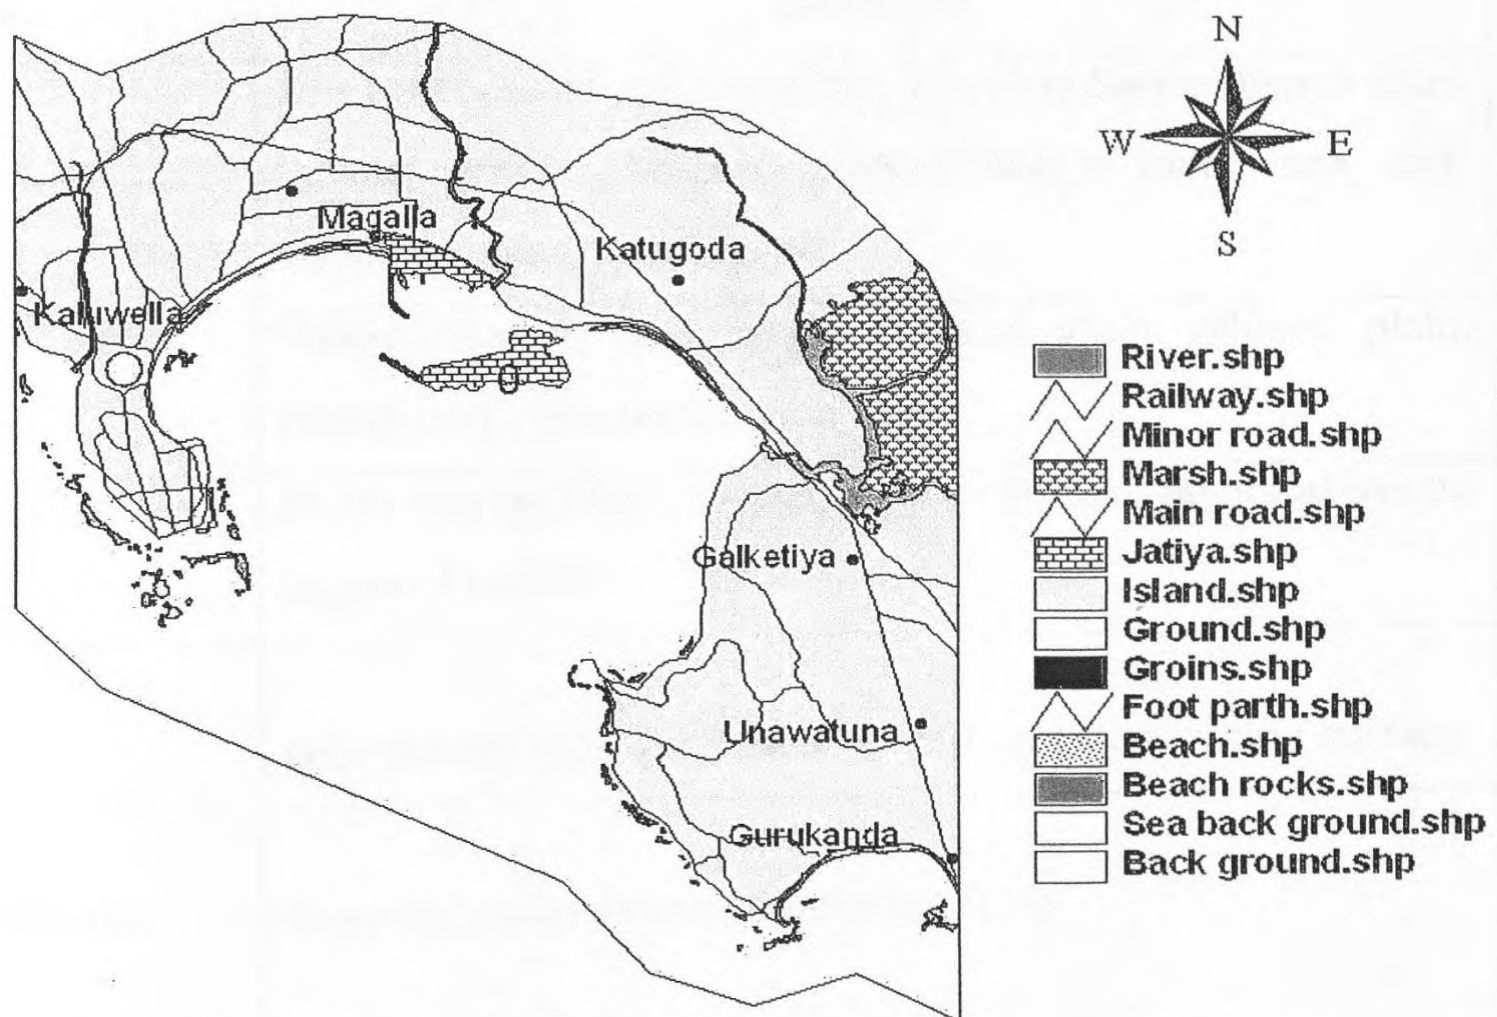 N
W E
S
Magalla
Katugoda
Kaluwella
Galketiya
Unawatuna
Gurukanda
River.shp
Railway.shp
Minor road.shp
Marsh.shp
Main road.shp
Jatiya.shp
Island.shp
Ground.shp
Groins.shp
Foot parth.shp
Beach.shp
Beach rocks.shp
Sea back ground.shp
Back ground.shp